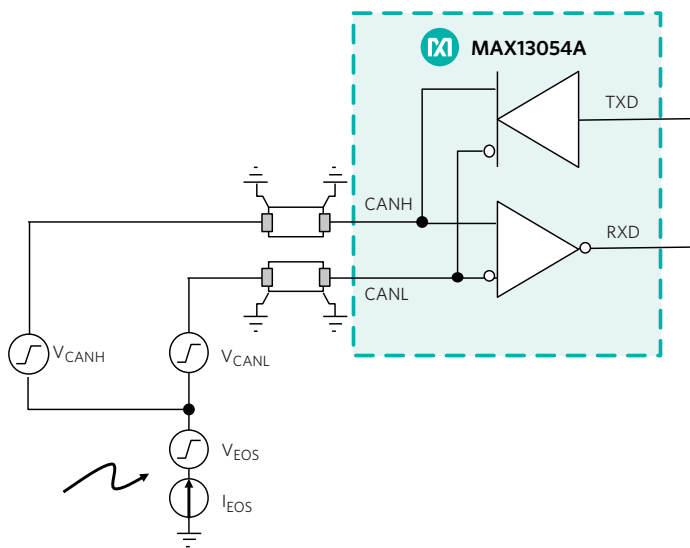 MAX13054A
TXD
CANH
RXD
CANL
VCANH
VCANL
VEOS
IEOS